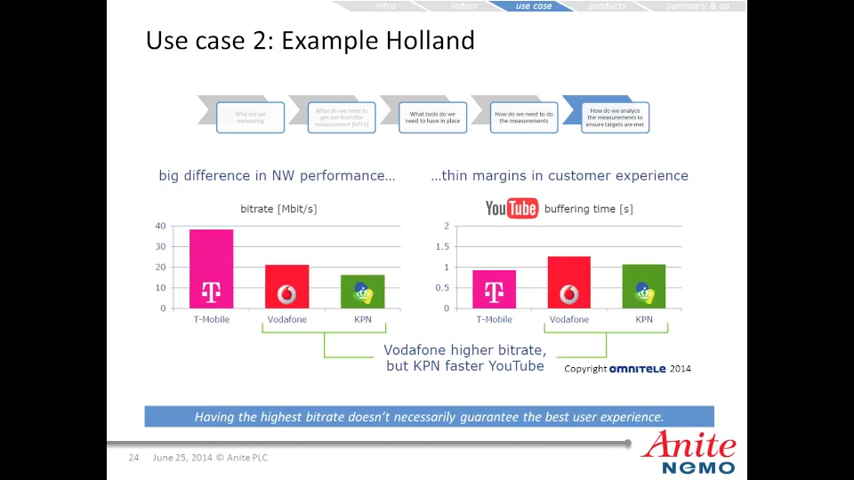 intro indoor use case products summary & qa
Use case 2: Example Holland
Why are we
measuring
What do we need to
get out from the
measurement (KPI's)
What tools do we
need to have in place
How do we need to do
the measurements
How do we analyze
the measurements to
ensure targets are met
big difference in NW performance...
...thin margins in customer experience
bitrate [Mbit/s]
40
30
20
10
0
T
T-Mobile Vodafone KPN
YouTube buffering time [s]
2
1.5
1
0.5
0
T
T-Mobile Vodafone KPN
Vodafone higher bitrate,
but KPN faster YouTube
Copyright OMNITELE 2014
Having the highest bitrate doesn't necessarily guarantee the best user experience.
24 June 25, 2014 © Anite PLC
Anite
NEMO